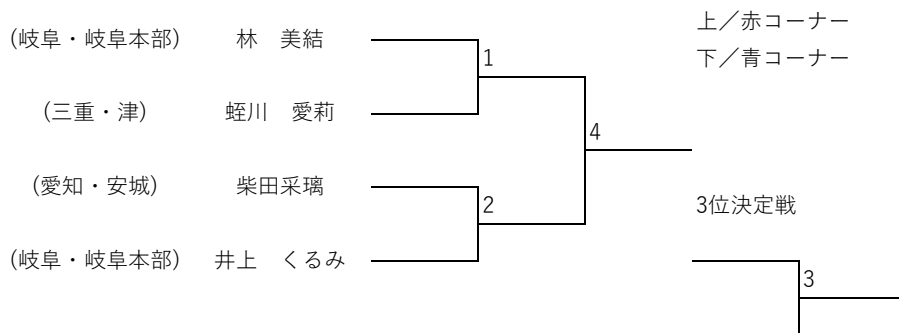 上／赤コーナー
(岐阜・岐阜本部) 林　美結
1
下／青コーナー
(三重・津) 蛭川　愛莉
4
(愛知・安城) 柴田采璃
2
3位決定戦
(岐阜・岐阜本部) 井上　くるみ
3